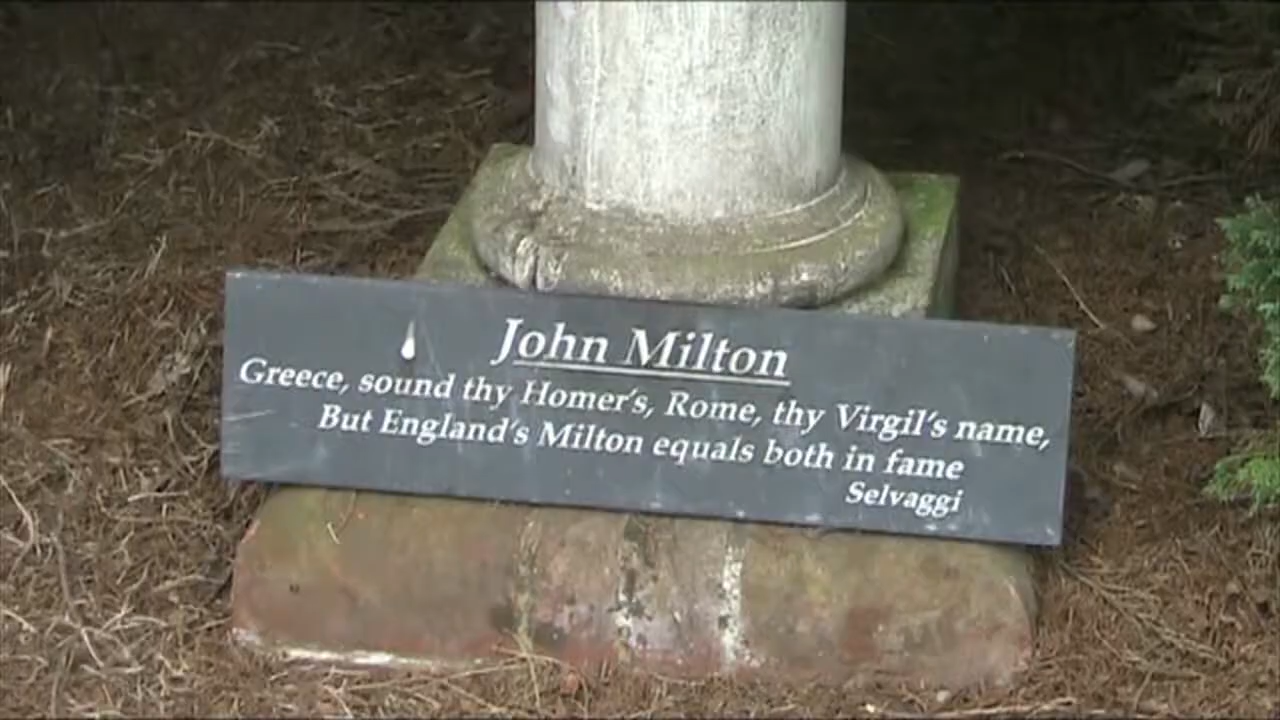 John Milton
Greece, sound thy Homer's, Rome, thy Virgil's name,
But England's Milton equals both in fame
Selvaggi